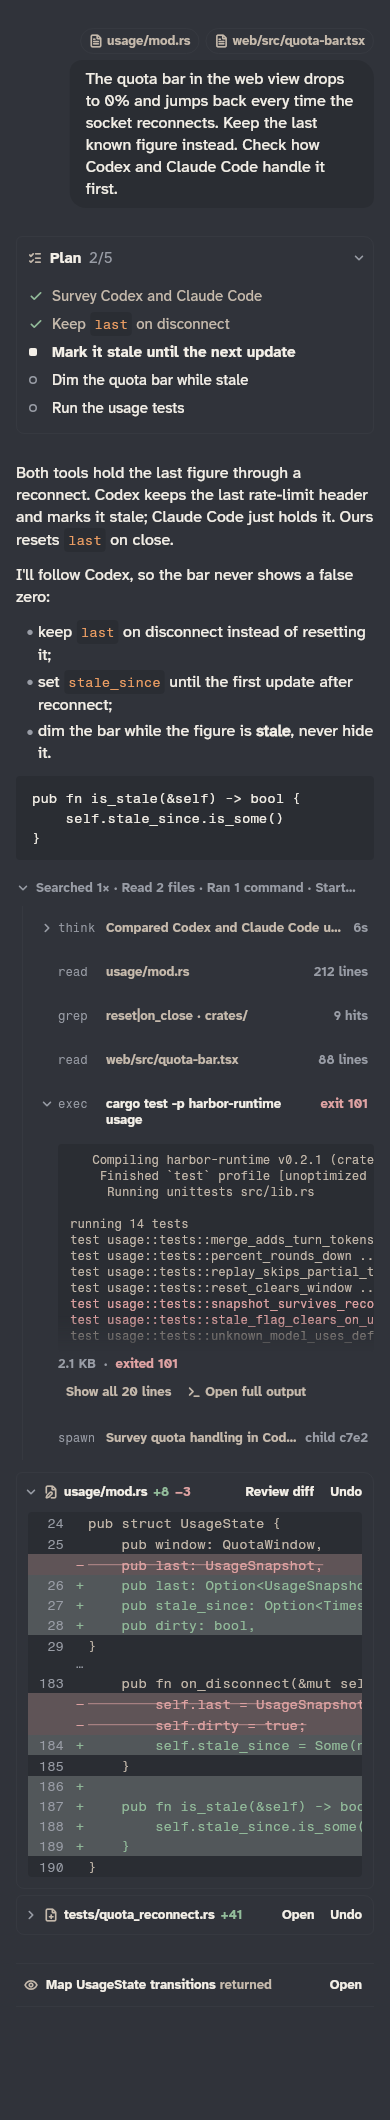 usage/mod.rs web/src/quota-bar.tsx
The quota bar in the web view drops
to 0% and jumps back every time the
socket reconnects. Keep the last
known figure instead. Check how
Codex and Claude Code handle it
first.
Plan 2/5
Survey Codex and Claude Code
Keep last on disconnect
Mark it stale until the next update
Dim the quota bar while stale
Run the usage tests
Both tools hold the last figure through a
reconnect. Codex keeps the last rate-limit header
and marks it stale; Claude Code just holds it. Ours
resets last on close.
I'll follow Codex, so the bar never shows a false
zero:
• keep last on disconnect instead of resetting
it;
• set stale_since until the first update after
reconnect;
• dim the bar while the figure is stale, never hide
it.
pub fn is_stale(&self) -> bool {
    self.stale_since.is_some()
}
Searched 1× · Read 2 files · Ran 1 command · Start…
think Compared Codex and Claude Code u… 6s
read usage/mod.rs 212 lines
grep reset|on_close · crates/ 9 hits
read web/src/quota-bar.tsx 88 lines
exec cargo test -p harbor-runtime exit 101
usage
   Compiling harbor-runtime v0.2.1 (crate
    Finished `test` profile [unoptimized
     Running unittests src/lib.rs
running 14 tests
test usage::tests::merge_adds_turn_tokens
test usage::tests::percent_rounds_down ..
test usage::tests::replay_skips_partial_t
test usage::tests::reset_clears_window ..
test usage::tests::snapshot_survives_reco
test usage::tests::stale_flag_clears_on_u
test usage::tests::unknown_model_uses_def
2.1 KB · exited 101
Show all 20 lines Open full output
spawn Survey quota handling in Cod… child c7e2
usage/mod.rs +8 −3 Review diff Undo
24 pub struct UsageState {
25     pub window: QuotaWindow,
−     pub last: UsageSnapshot,
26 +     pub last: Option<UsageSnapsho
27 +     pub stale_since: Option<Times
28 +     pub dirty: bool,
29 }
…
183     pub fn on_disconnect(&mut sel
−         self.last = UsageSnapshot
−         self.dirty = true;
184 +         self.stale_since = Some(n
185     }
186 +
187 +     pub fn is_stale(&self) -> boo
188 +         self.stale_since.is_some(
189 +     }
190 }
tests/quota_reconnect.rs +41 Open Undo
Map UsageState transitions returned Open